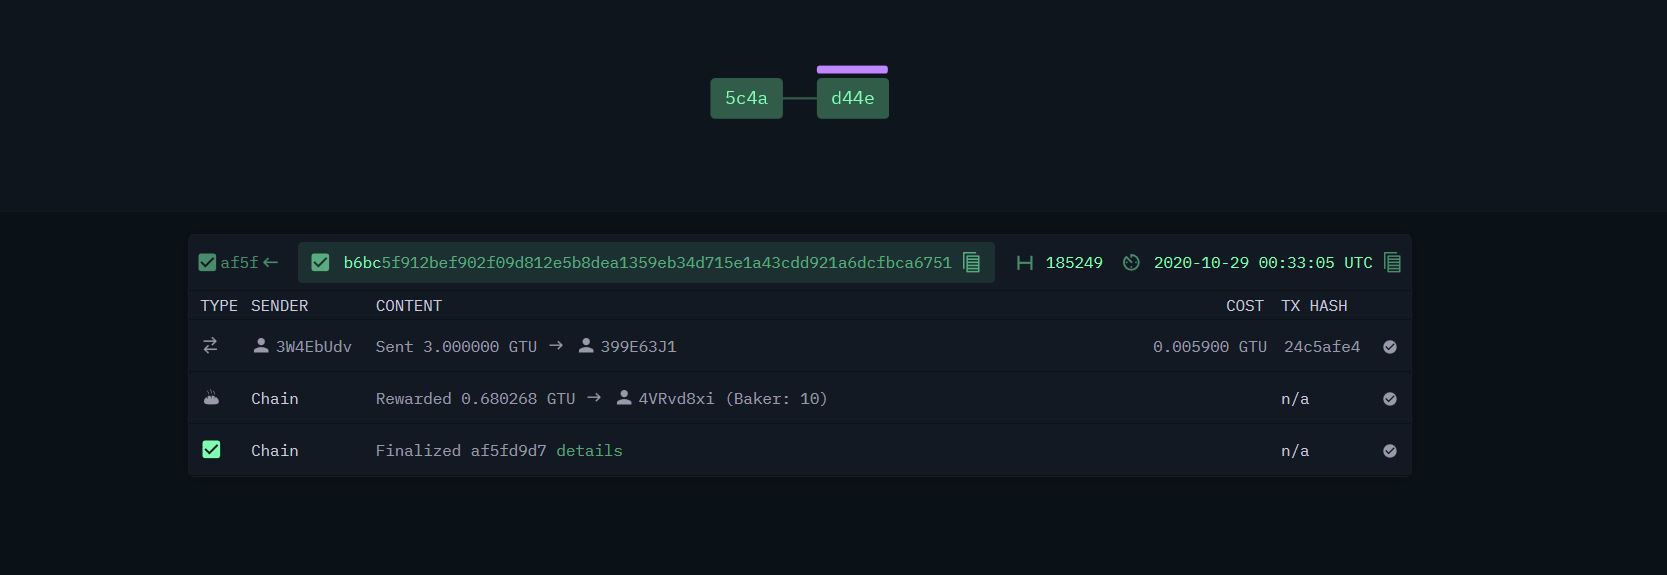 5c4a d44e
af5f ← b6bc5f912bef902f09d812e5b8dea1359eb34d715e1a43cdd921a6dcfbca6751 185249 2020-10-29 00:33:05 UTC
TYPE SENDER CONTENT COST TX HASH
3W4EbUdv Sent 3.000000 GTU → 399E63J1 0.005900 GTU 24c5afe4
Chain Rewarded 0.680268 GTU → 4VRvd8xi (Baker: 10) n/a
Chain Finalized af5fd9d7 details n/a